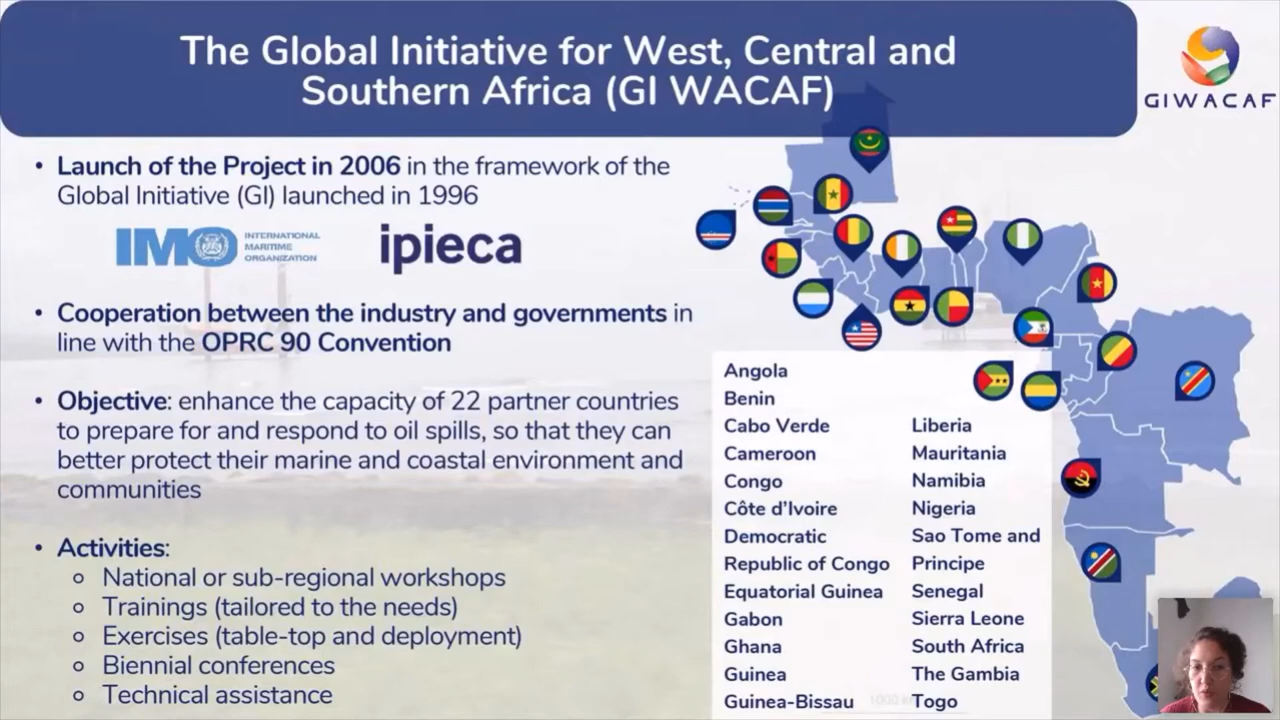 The Global Initiative for West, Central and
Southern Africa (GI WACAF)
GIWACAF
• Launch of the Project in 2006 in the framework of the
Global Initiative (GI) launched in 1996
IMO
INTERNATIONAL
MARITIME
ORGANIZATION
ipieca
• Cooperation between the industry and governments in
line with the OPRC 90 Convention
• Objective: enhance the capacity of 22 partner countries
to prepare for and respond to oil spills, so that they can
better protect their marine and coastal environment and
communities
• Activities:
o National or sub-regional workshops
o Trainings (tailored to the needs)
o Exercises (table-top and deployment)
o Biennial conferences
o Technical assistance
Angola
Benin
Cabo Verde
Cameroon
Congo
Côte d'Ivoire
Democratic
Republic of Congo
Equatorial Guinea
Gabon
Ghana
Guinea
Guinea-Bissau
Liberia
Mauritania
Namibia
Nigeria
Sao Tome and
Principe
Senegal
Sierra Leone
South Africa
The Gambia
Togo